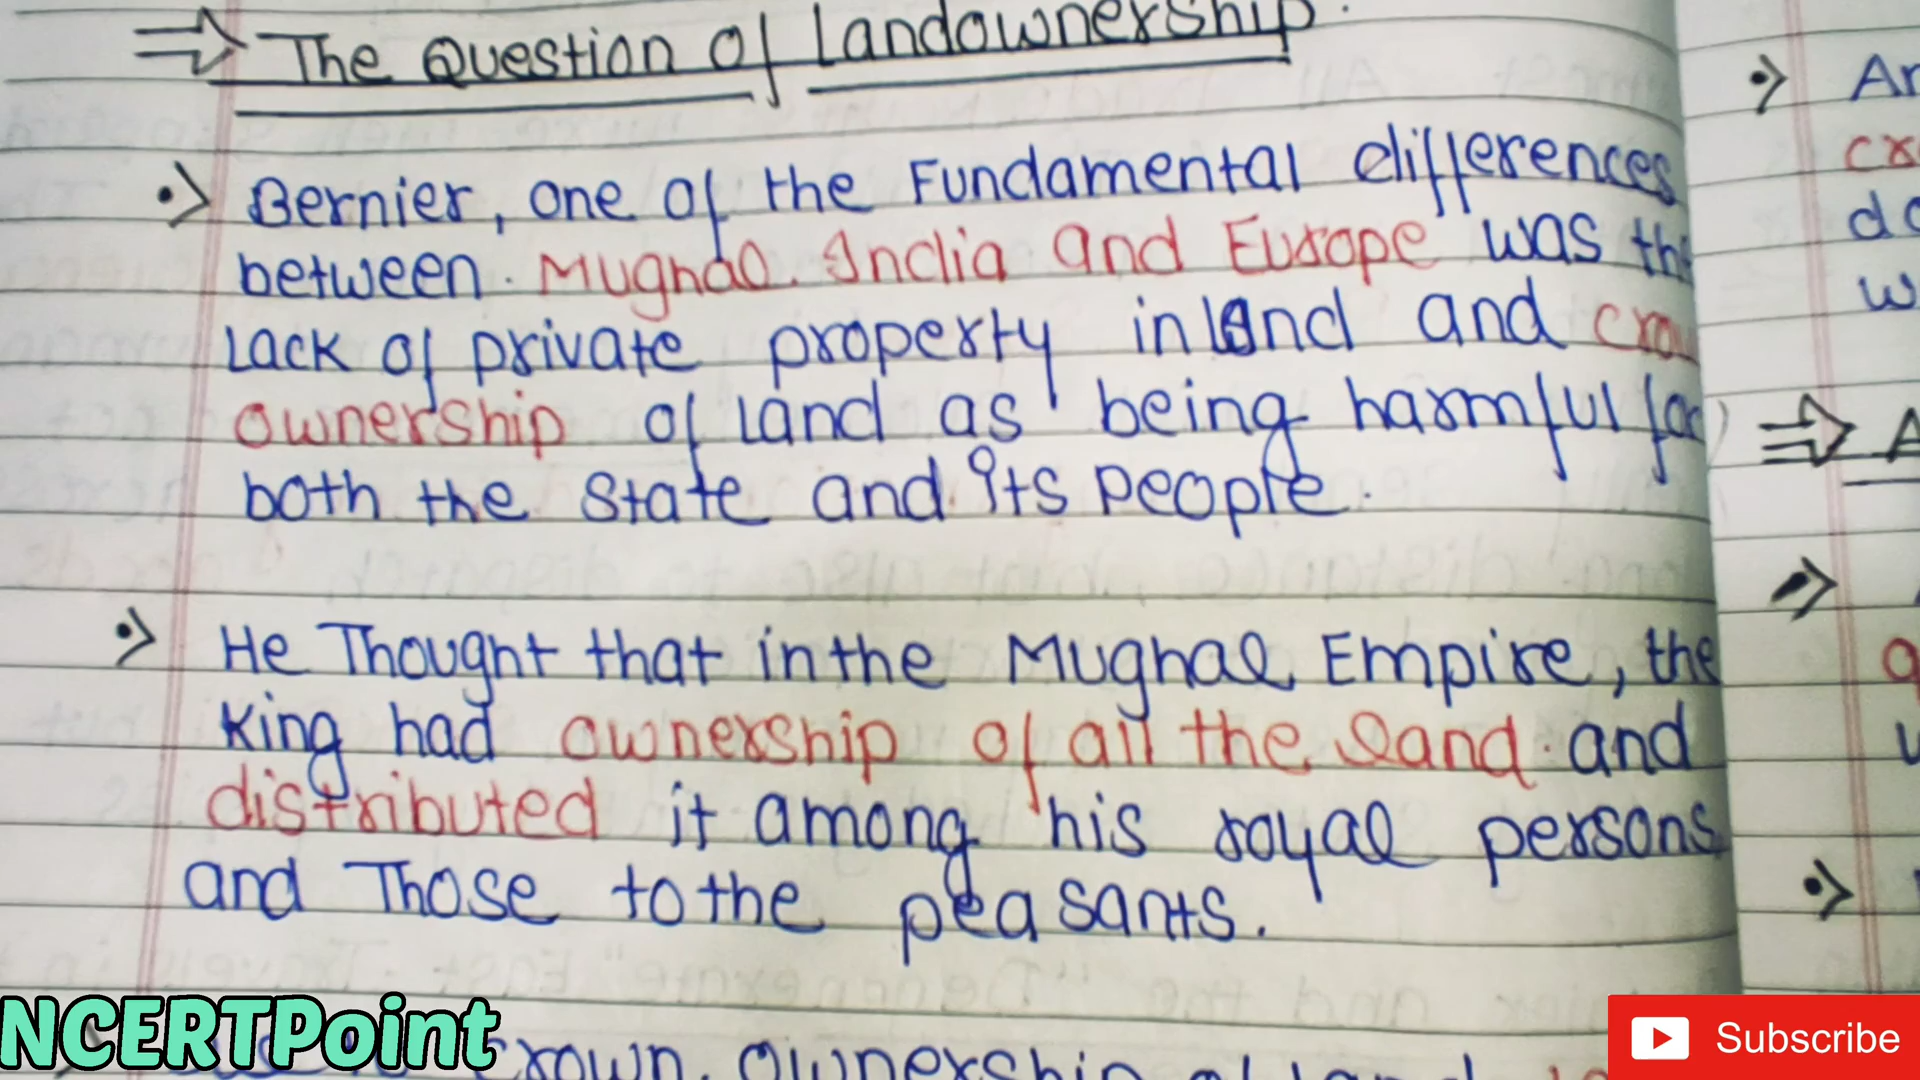 ⇒ The Question of Landownership.
•> Bernier, one of the Fundamental differences
between Mughal India and Europe was the
Lack of private property in land and
ownership of land as being harmful for
both the State and its people.
•> He Thought that in the Mughal Empire, the
King had ownership of all the land and
distributed it among his royal persons
and Those to the peasants.
crown ownership of land
NCERTPoint
Subscribe